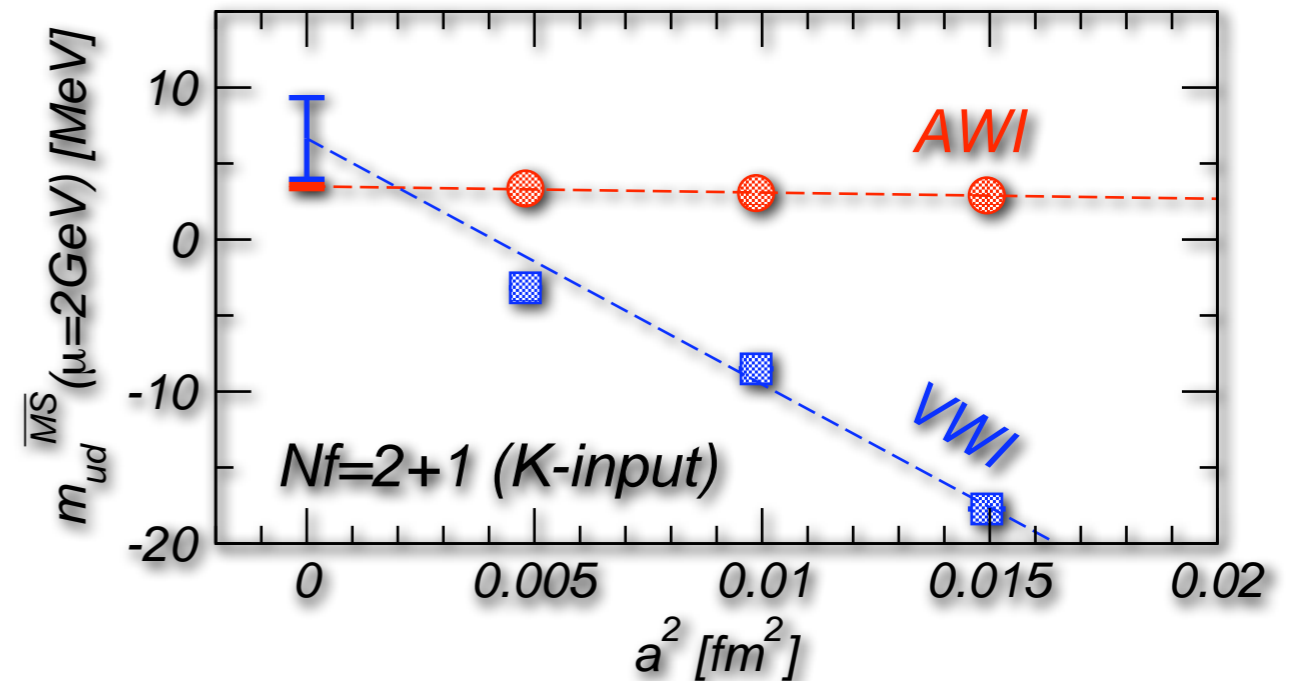 m_ud^{\overline{MS}}(μ=2GeV) [MeV]
10
0
-10
-20
AWI
VWI
Nf=2+1 (K-input)
0 0.005 0.01 0.015 0.02
a^2 [fm^2]